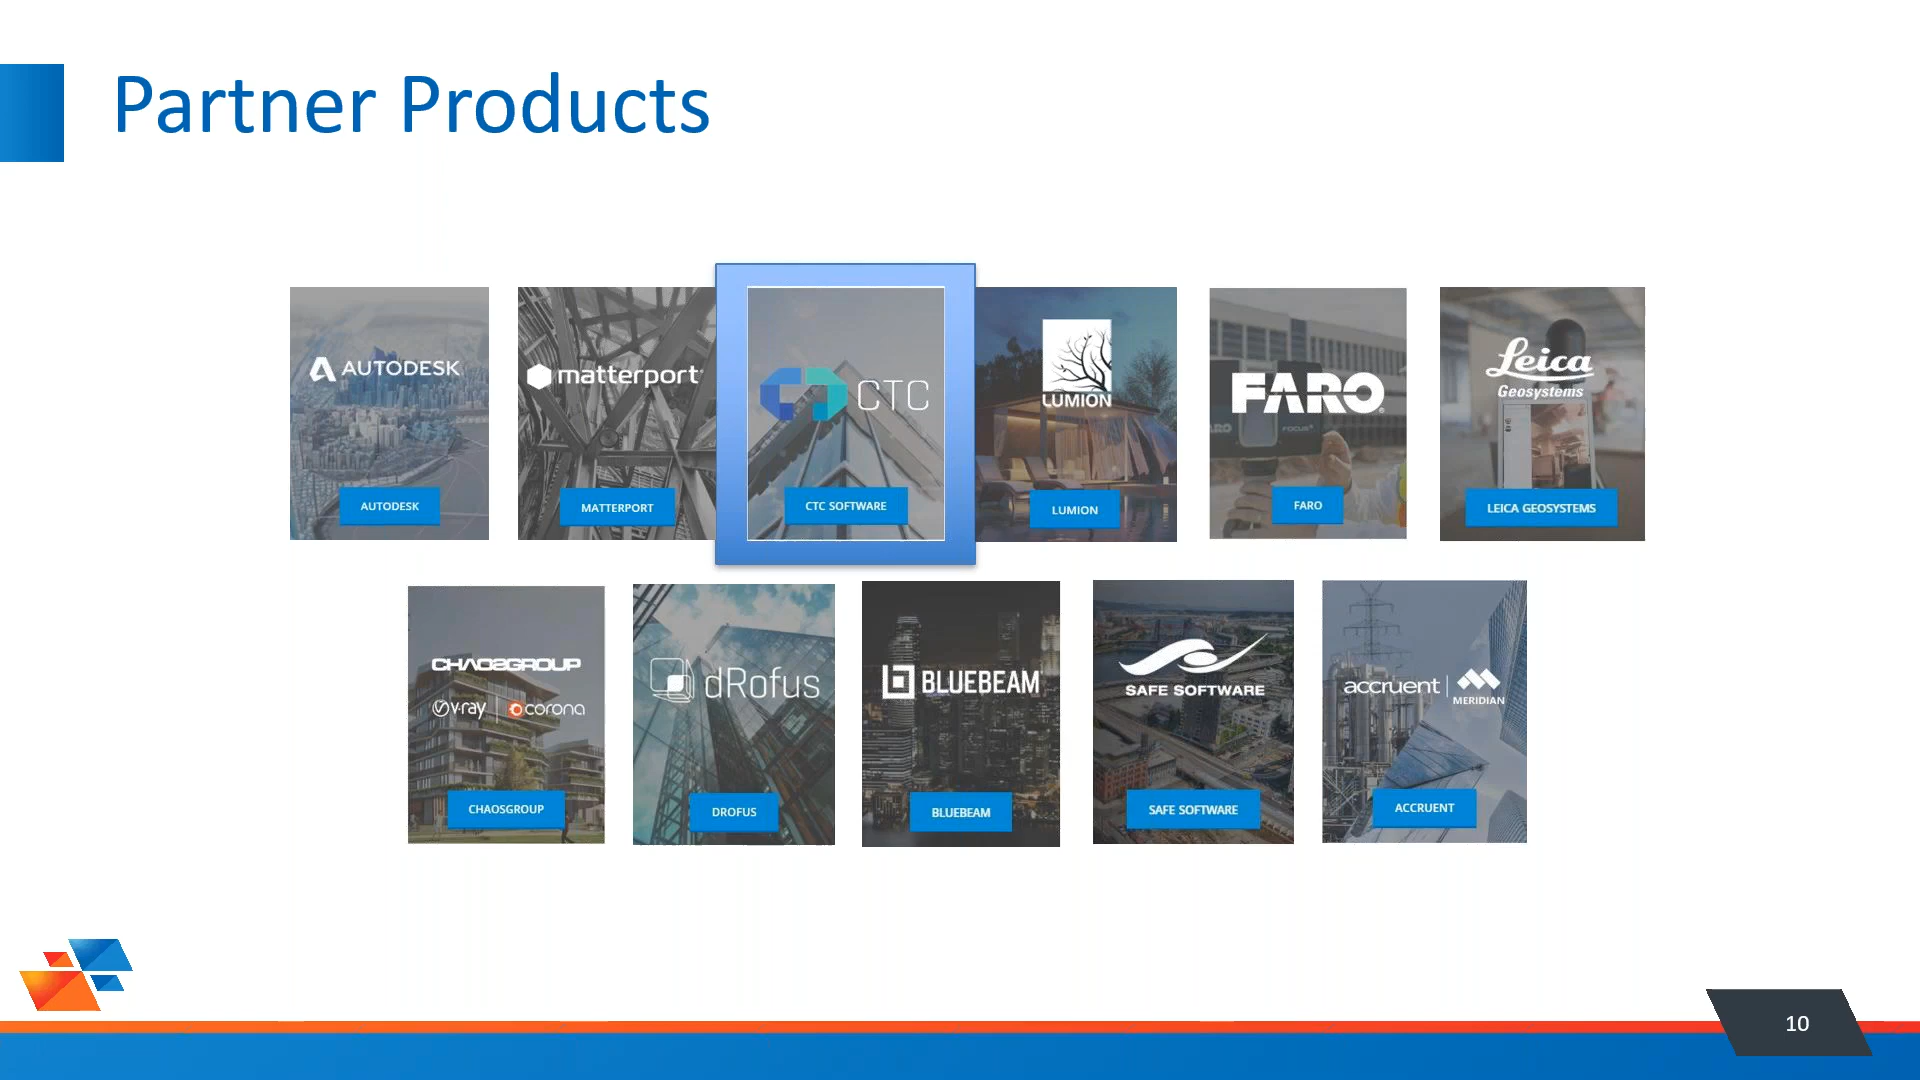 Partner Products
AUTODESK
AUTODESK
matterport
MATTERPORT
CTC
CTC SOFTWARE
LUMION
LUMION
FARO
FOCUS
FARO
Leica
Geosystems
LEICA GEOSYSTEMS
CHAOSGROUP
v-ray | corona
CHAOSGROUP
dRofus
DROFUS
BLUEBEAM
BLUEBEAM
SAFE SOFTWARE
SAFE SOFTWARE
accruent | MERIDIAN
ACCRUENT
10